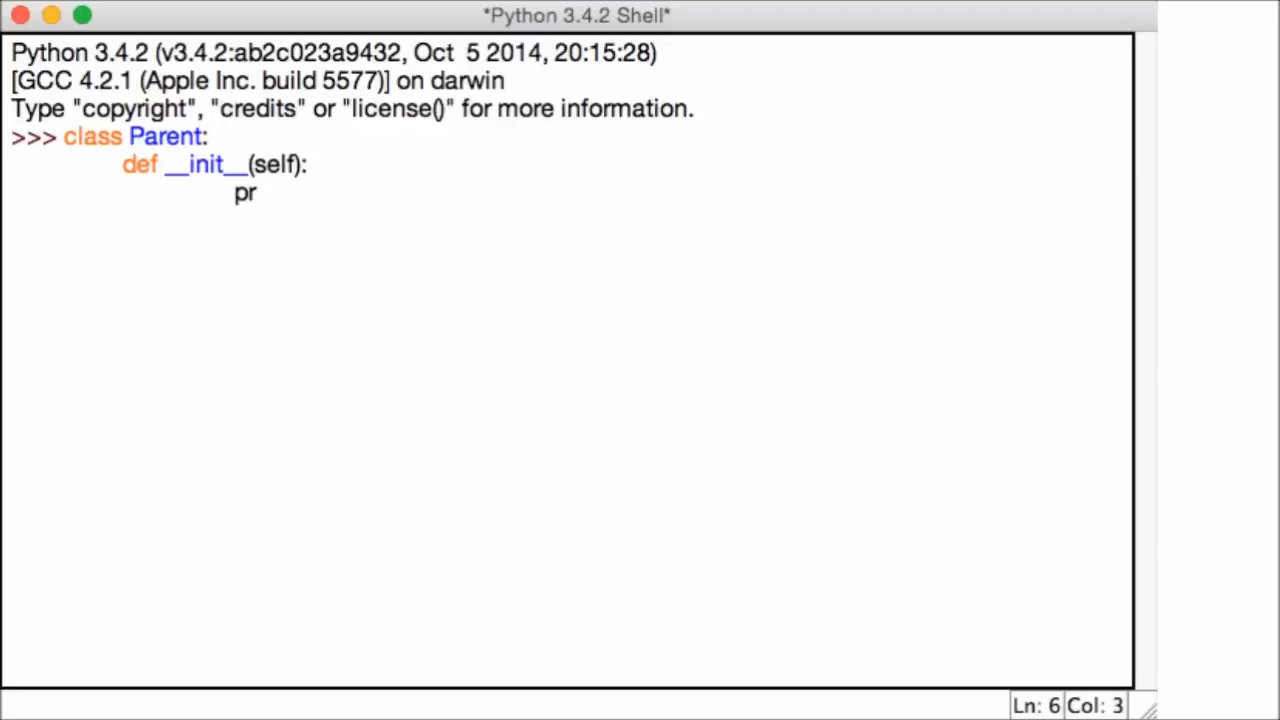 *Python 3.4.2 Shell*
Python 3.4.2 (v3.4.2:ab2c023a9432, Oct  5 2014, 20:15:28)
[GCC 4.2.1 (Apple Inc. build 5577)] on darwin
Type "copyright", "credits" or "license()" for more information.
>>> class Parent:
def __init__(self):
pr
Ln: 6 Col: 3